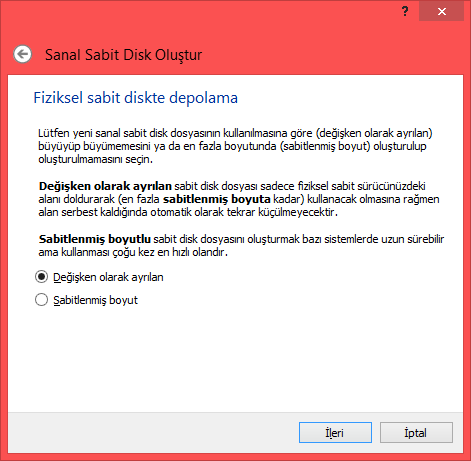 ?
Sanal Sabit Disk Oluştur
Fiziksel sabit diskte depolama
Lütfen yeni sanal sabit disk dosyasının kullanılmasına göre (değişken olarak ayrılan)
büyüyüp büyümemesini ya da en fazla boyutunda (sabitlenmiş boyut) oluşturulup
oluşturulmamasını seçin.
Değişken olarak ayrılan sabit disk dosyası sadece fiziksel sabit sürücünüzdeki
alanı doldurarak (en fazla sabitlenmiş boyuta kadar) kullanacak olmasına rağmen
alan serbest kaldığında otomatik olarak tekrar küçülmeyecektir.
Sabitlenmiş boyutlu sabit disk dosyasını oluşturmak bazı sistemlerde uzun sürebilir
ama kullanması çoğu kez en hızlı olandır.
Değişken olarak ayrılan
Sabitlenmiş boyut
İleri
İptal